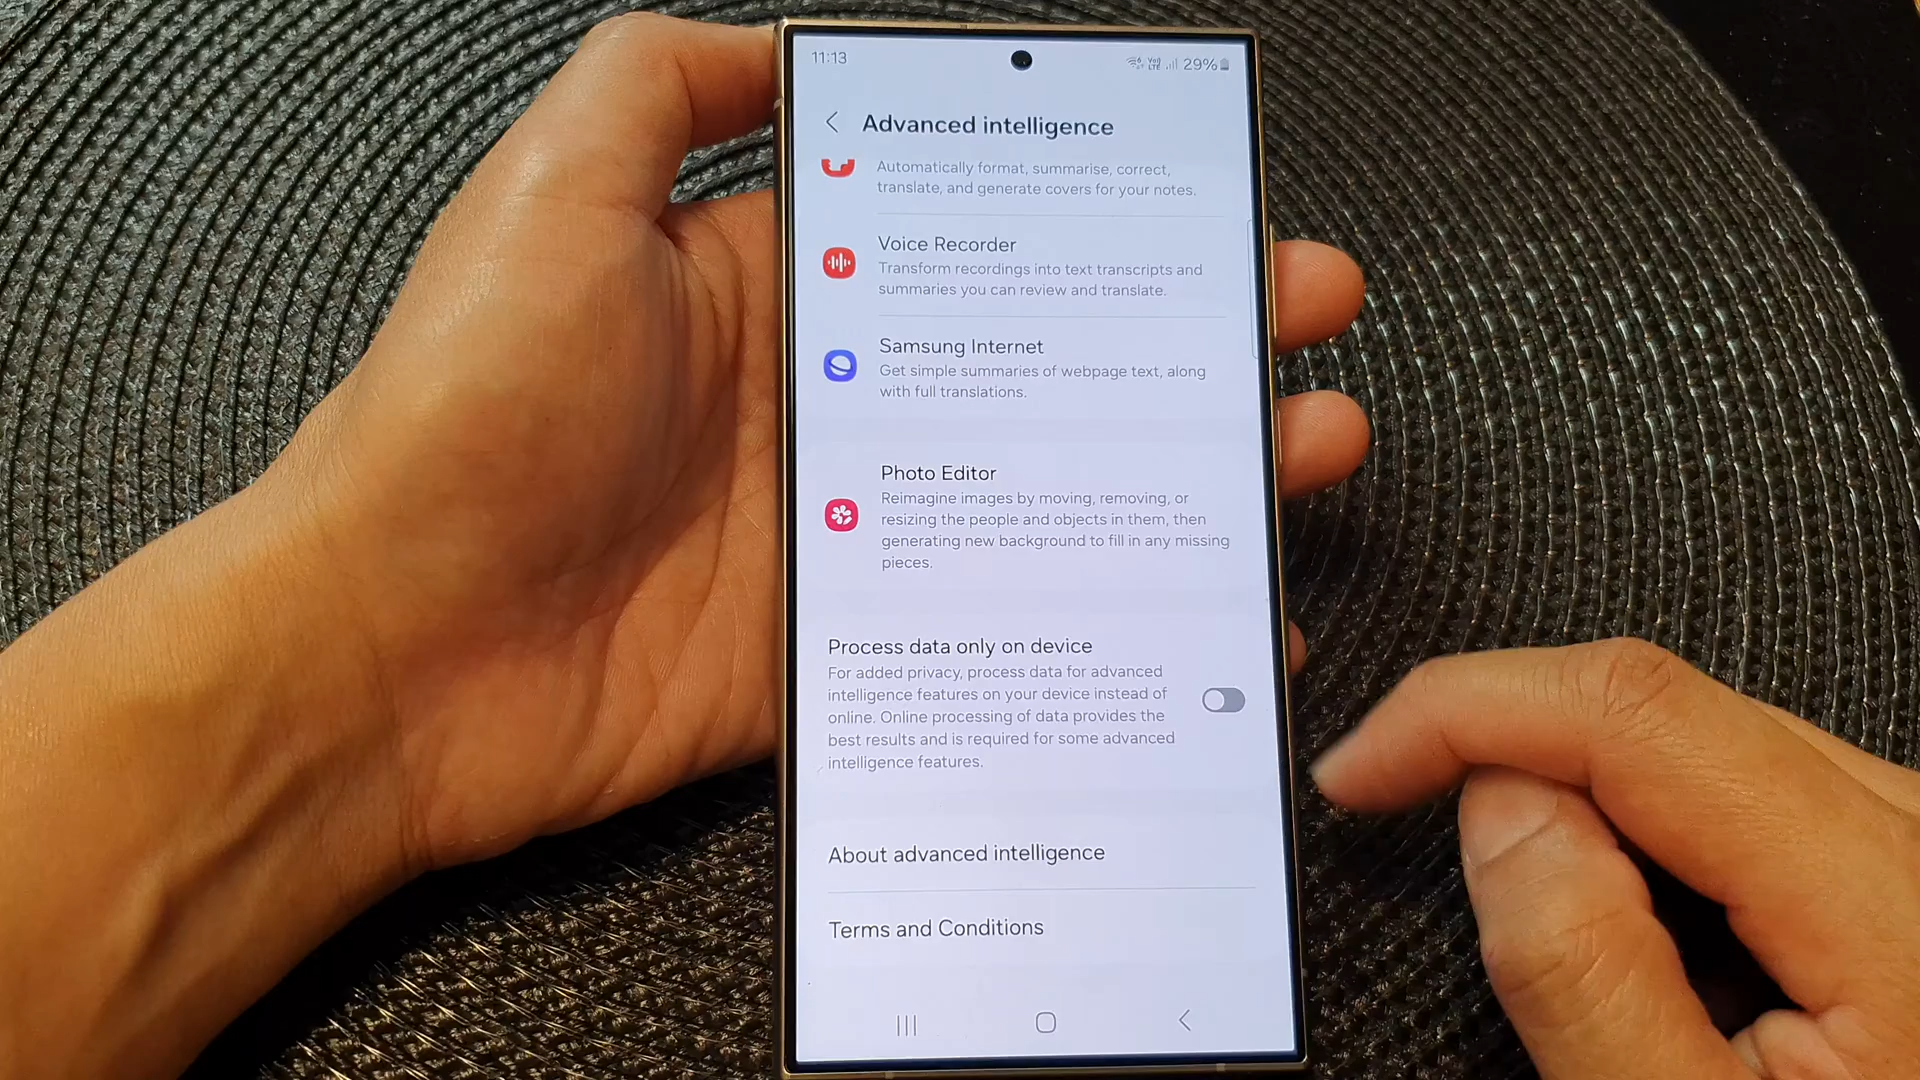 11:13
29%
Advanced intelligence
Automatically format, summarise, correct,
translate, and generate covers for your notes.
Voice Recorder
Transform recordings into text transcripts and
summaries you can review and translate.
Samsung Internet
Get simple summaries of webpage text, along
with full translations.
Photo Editor
Reimagine images by moving, removing, or
resizing the people and objects in them, then
generating new background to fill in any missing
pieces.
Process data only on device
For added privacy, process data for advanced
intelligence features on your device instead of
online. Online processing of data provides the
best results and is required for some advanced
intelligence features.
About advanced intelligence
Terms and Conditions